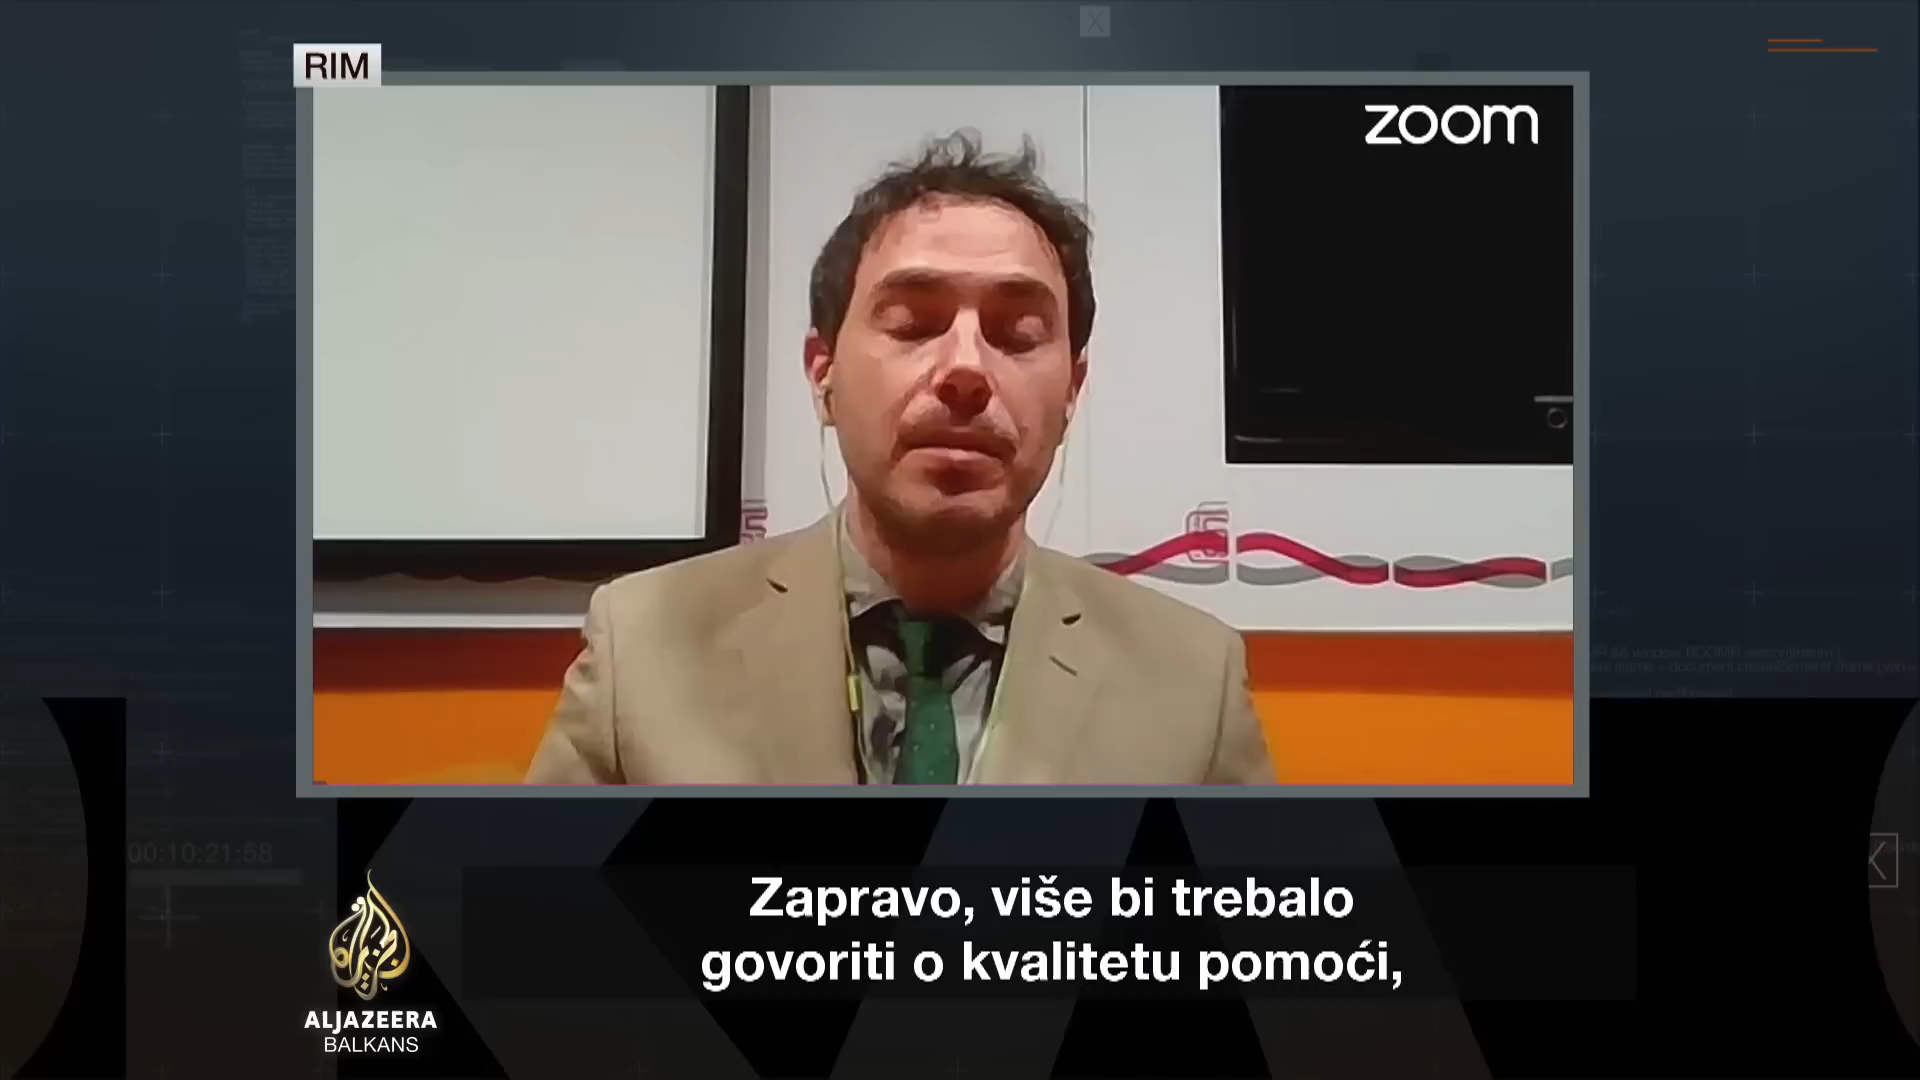 RIM
zoom
Zapravo, više bi trebalo
govoriti o kvalitetu pomoći,
00:10:21:58
ALJAZEERA
BALKANS